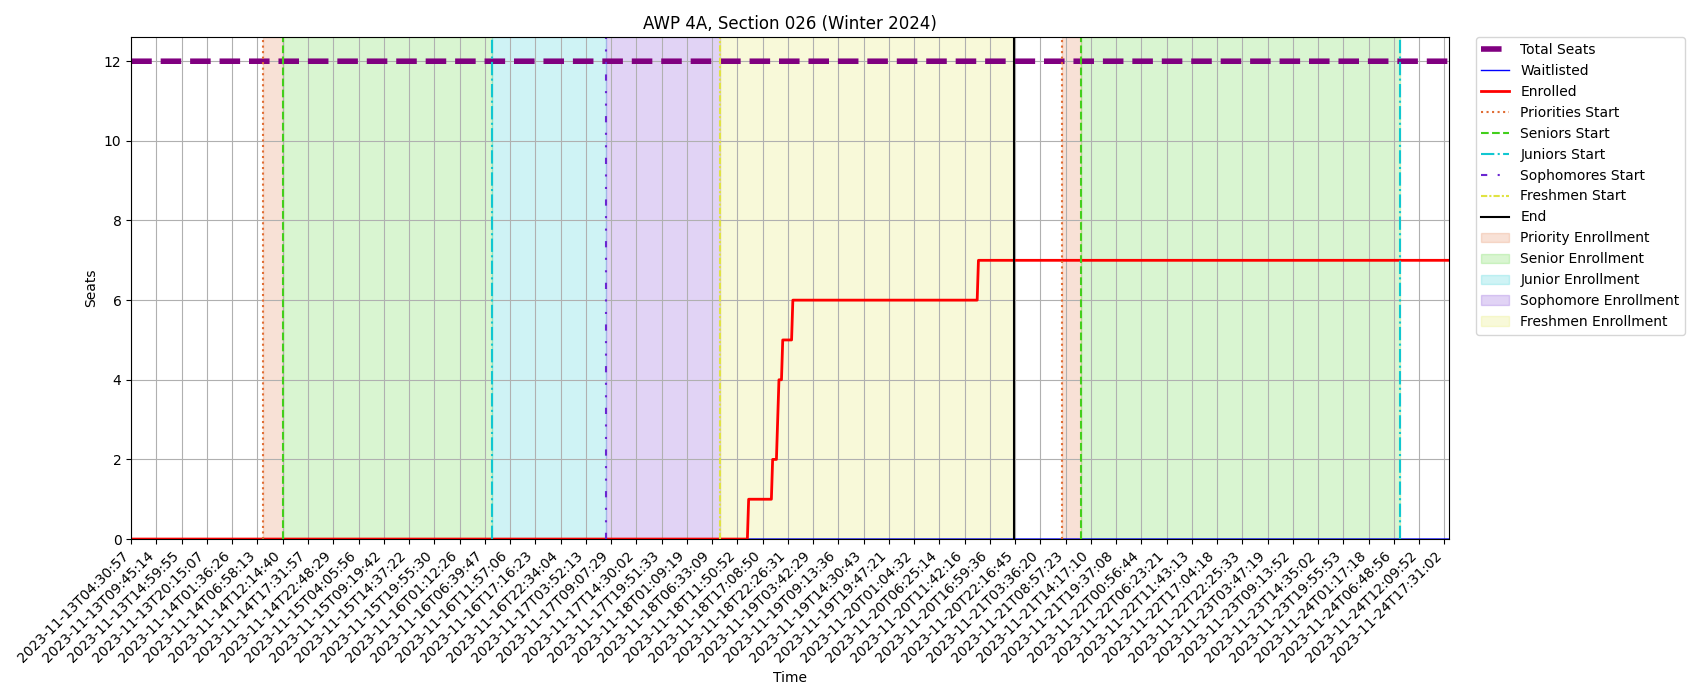 AWP 4A, Section 026 (Winter 2024)
Total Seats
Waitlisted
Enrolled
Priorities Start
Seniors Start
Juniors Start
Sophomores Start
Freshmen Start
End
Priority Enrollment
Senior Enrollment
Junior Enrollment
Sophomore Enrollment
Freshmen Enrollment
Seats
12
10
8
6
4
2
0
2023-11-13T04:30:57
2023-11-13T09:45:14
2023-11-13T14:59:55
2023-11-13T20:15:07
2023-11-14T01:36:26
2023-11-14T06:58:13
2023-11-14T12:14:40
2023-11-14T17:31:57
2023-11-14T22:48:29
2023-11-15T04:05:56
2023-11-15T09:19:42
2023-11-15T14:37:22
2023-11-15T19:55:30
2023-11-16T01:12:26
2023-11-16T06:39:47
2023-11-16T11:57:06
2023-11-16T17:16:23
2023-11-16T22:34:04
2023-11-17T03:52:13
2023-11-17T09:07:29
2023-11-17T14:30:02
2023-11-17T19:51:33
2023-11-18T01:09:19
2023-11-18T06:33:09
2023-11-18T11:50:52
2023-11-18T17:08:50
2023-11-18T22:26:31
2023-11-19T03:42:29
2023-11-19T09:13:36
2023-11-19T14:30:43
2023-11-19T19:47:21
2023-11-20T01:04:32
2023-11-20T06:25:14
2023-11-20T11:42:16
2023-11-20T16:59:36
2023-11-20T22:16:45
2023-11-21T03:36:20
2023-11-21T08:57:23
2023-11-21T14:17:10
2023-11-21T19:37:08
2023-11-22T00:56:44
2023-11-22T06:23:21
2023-11-22T11:43:13
2023-11-22T17:04:18
2023-11-22T22:25:33
2023-11-23T03:47:19
2023-11-23T09:13:52
2023-11-23T14:35:02
2023-11-23T19:55:53
2023-11-24T01:17:18
2023-11-24T06:48:56
2023-11-24T12:09:52
2023-11-24T17:31:02
Time